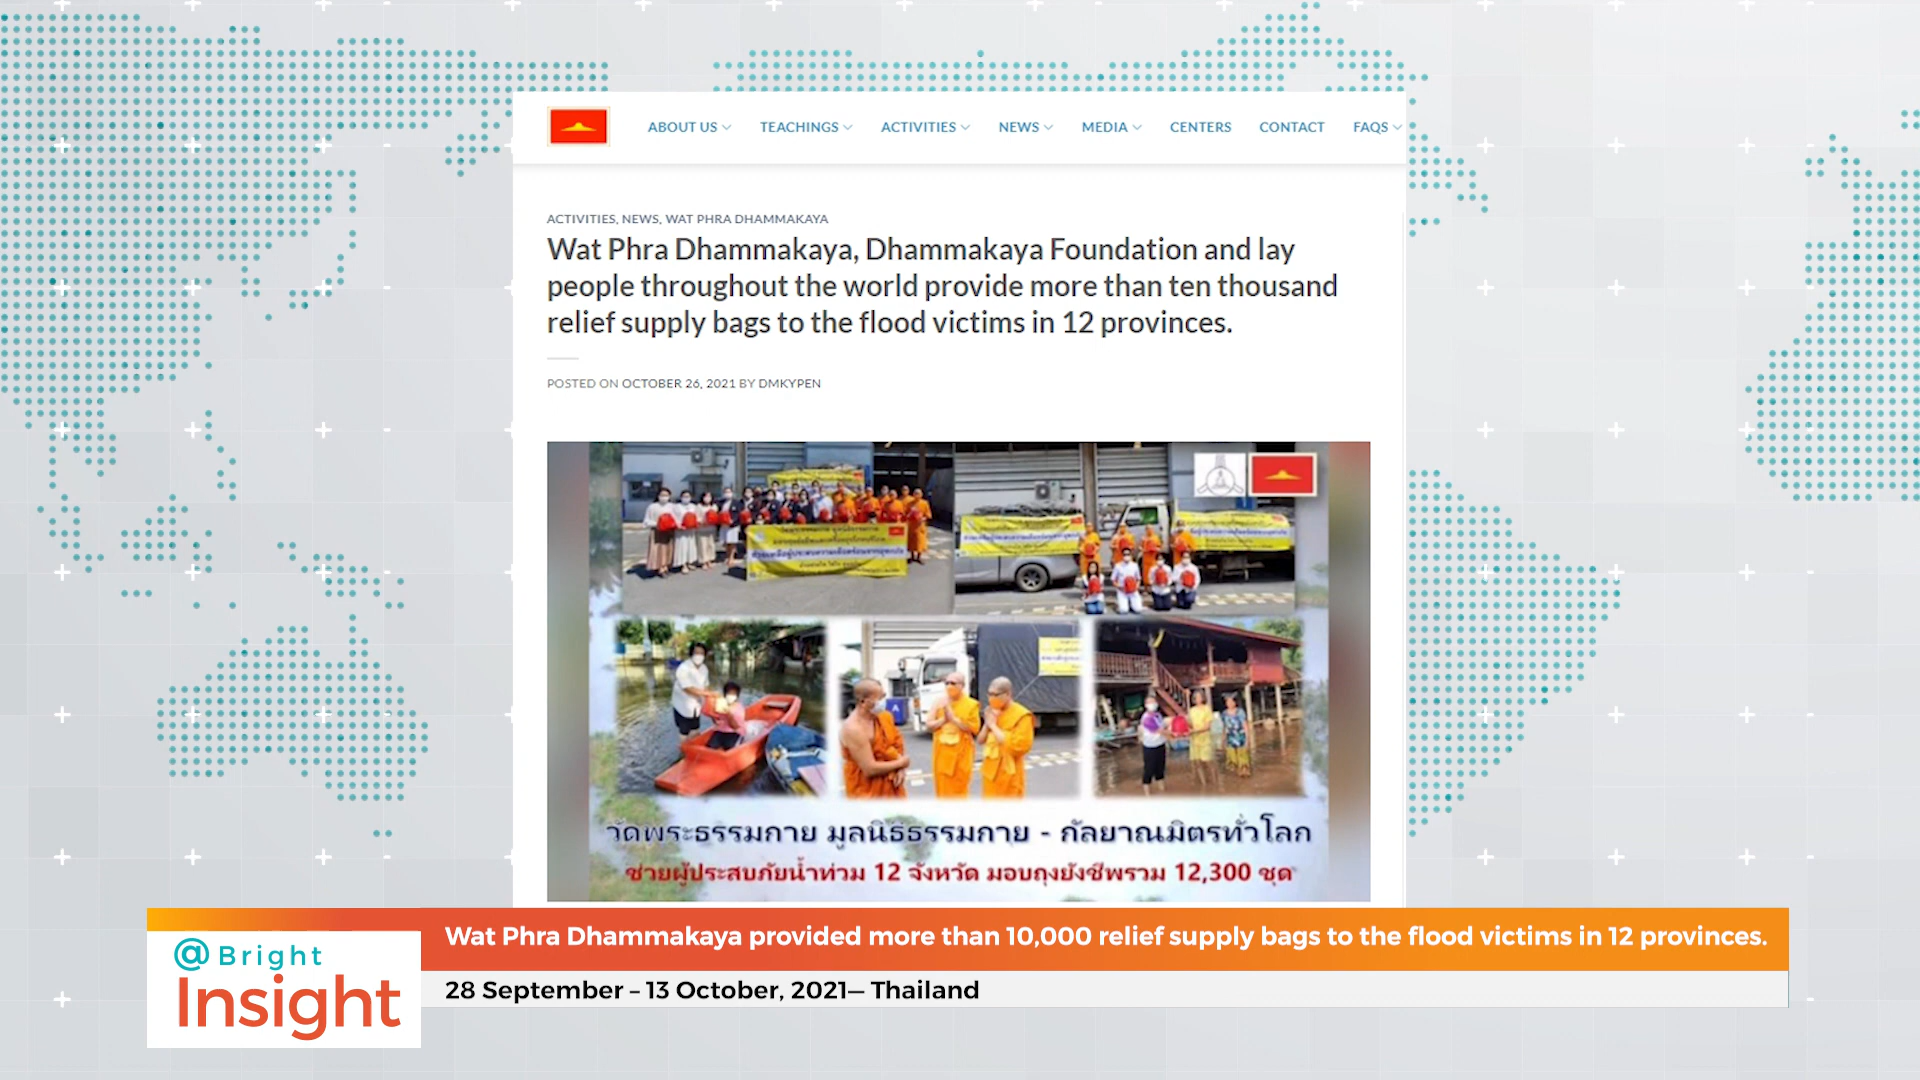 ABOUT US TEACHINGS ACTIVITIES NEWS MEDIA CENTERS CONTACT FAQS
ACTIVITIES, NEWS, WAT PHRA DHAMMAKAYA
Wat Phra Dhammakaya, Dhammakaya Foundation and lay
people throughout the world provide more than ten thousand
relief supply bags to the flood victims in 12 provinces.
POSTED ON OCTOBER 26, 2021 BY DMKYPEN
วัดพระธรรมกาย มูลนิธิธรรมกาย - กัลยาณมิตรทั่วโลก
ช่วยผู้ประสบภัยน้ำท่วม 12 จังหวัด มอบถุงยังชีพรวม 12,300 ชุด
Wat Phra Dhammakaya provided more than 10,000 relief supply bags to the flood victims in 12 provinces.
@Bright
Insight
28 September – 13 October, 2021— Thailand